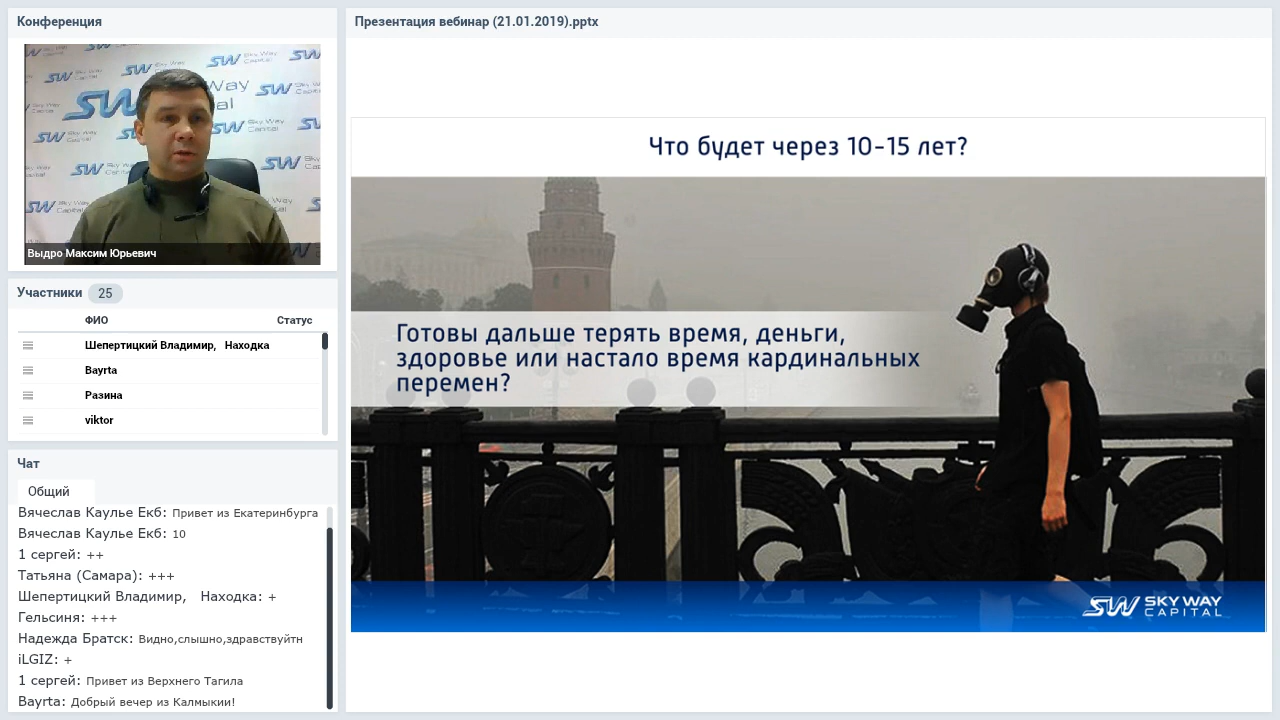 Конференция
Sky Way
Capital
Выдро Максим Юрьевич
Участники 25
ФИО Статус
Шепертицкий Владимир, Находка
Bayrta
Разина
viktor
Чат
Общий
Вячеслав Каулье Екб: Привет из Екатеринбурга
Вячеслав Каулье Екб: 10
1 сергей: ++
Татьяна (Самара): +++
Шепертицкий Владимир, Находка: +
Гельсиня: +++
Надежда Братск: Видно,слышно,здравствуйтн
iLGIZ: +
1 сергей: Привет из Верхнего Тагила
Bayrta: Добрый вечер из Калмыкии!
Презентация вебинар (21.01.2019).pptx
Что будет через 10-15 лет?
Готовы дальше терять время, деньги,
здоровье или настало время кардинальных
перемен?
SW SKY WAY
CAPITAL